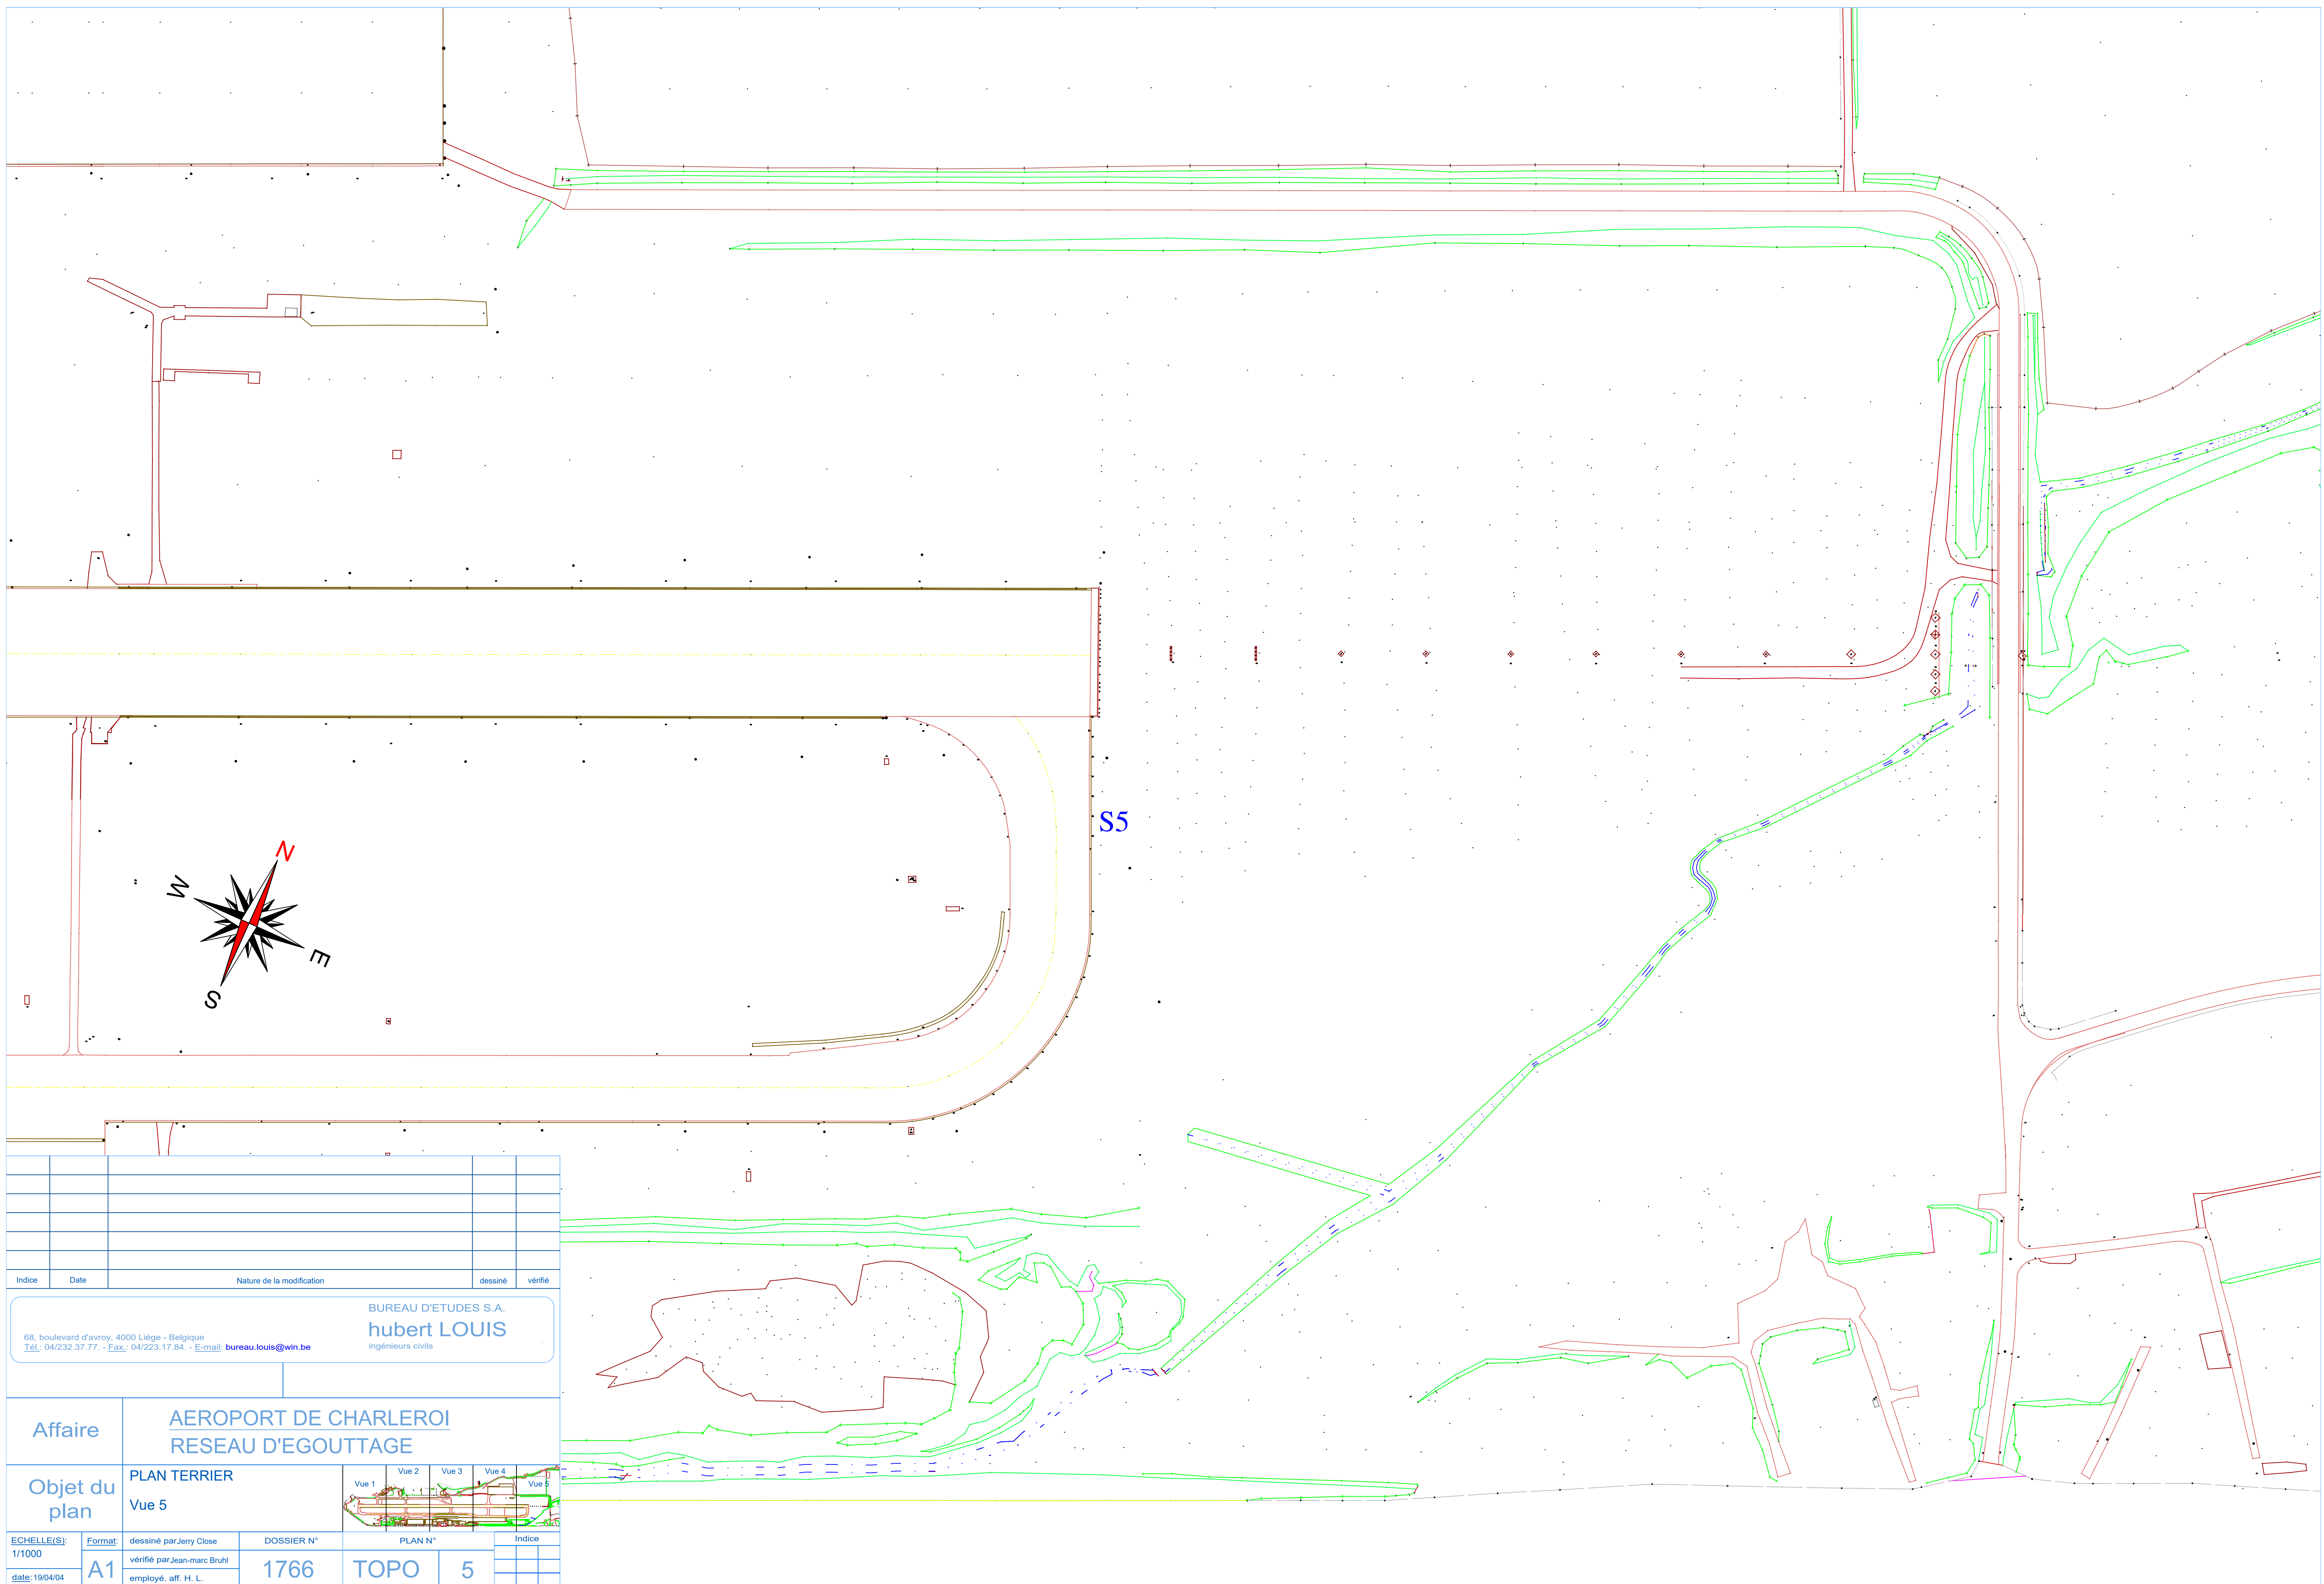 S5
N
W
E
S
Indice Date Nature de la modification dessiné vérifié
BUREAU D'ETUDES S.A.
hubert LOUIS
ingénieurs civils
68, boulevard d'avroy, 4000 Liège - Belgique
Tél.: 04/232.37.77. - Fax.: 04/223.17.84. - E-mail: bureau.louis@win.be
Affaire
AEROPORT DE CHARLEROI
RESEAU D'EGOUTTAGE
Objet du
plan
PLAN TERRIER
Vue 5
Vue 1 Vue 2 Vue 3 Vue 4 Vue 5
ECHELLE(S):
1/1000
date: 19/04/04
Format:
A1
dessiné parJerry Close
vérifié parJean-marc Bruhl
employé. aff. H. L.
DOSSIER N°
1766
PLAN N°
TOPO 5
Indice